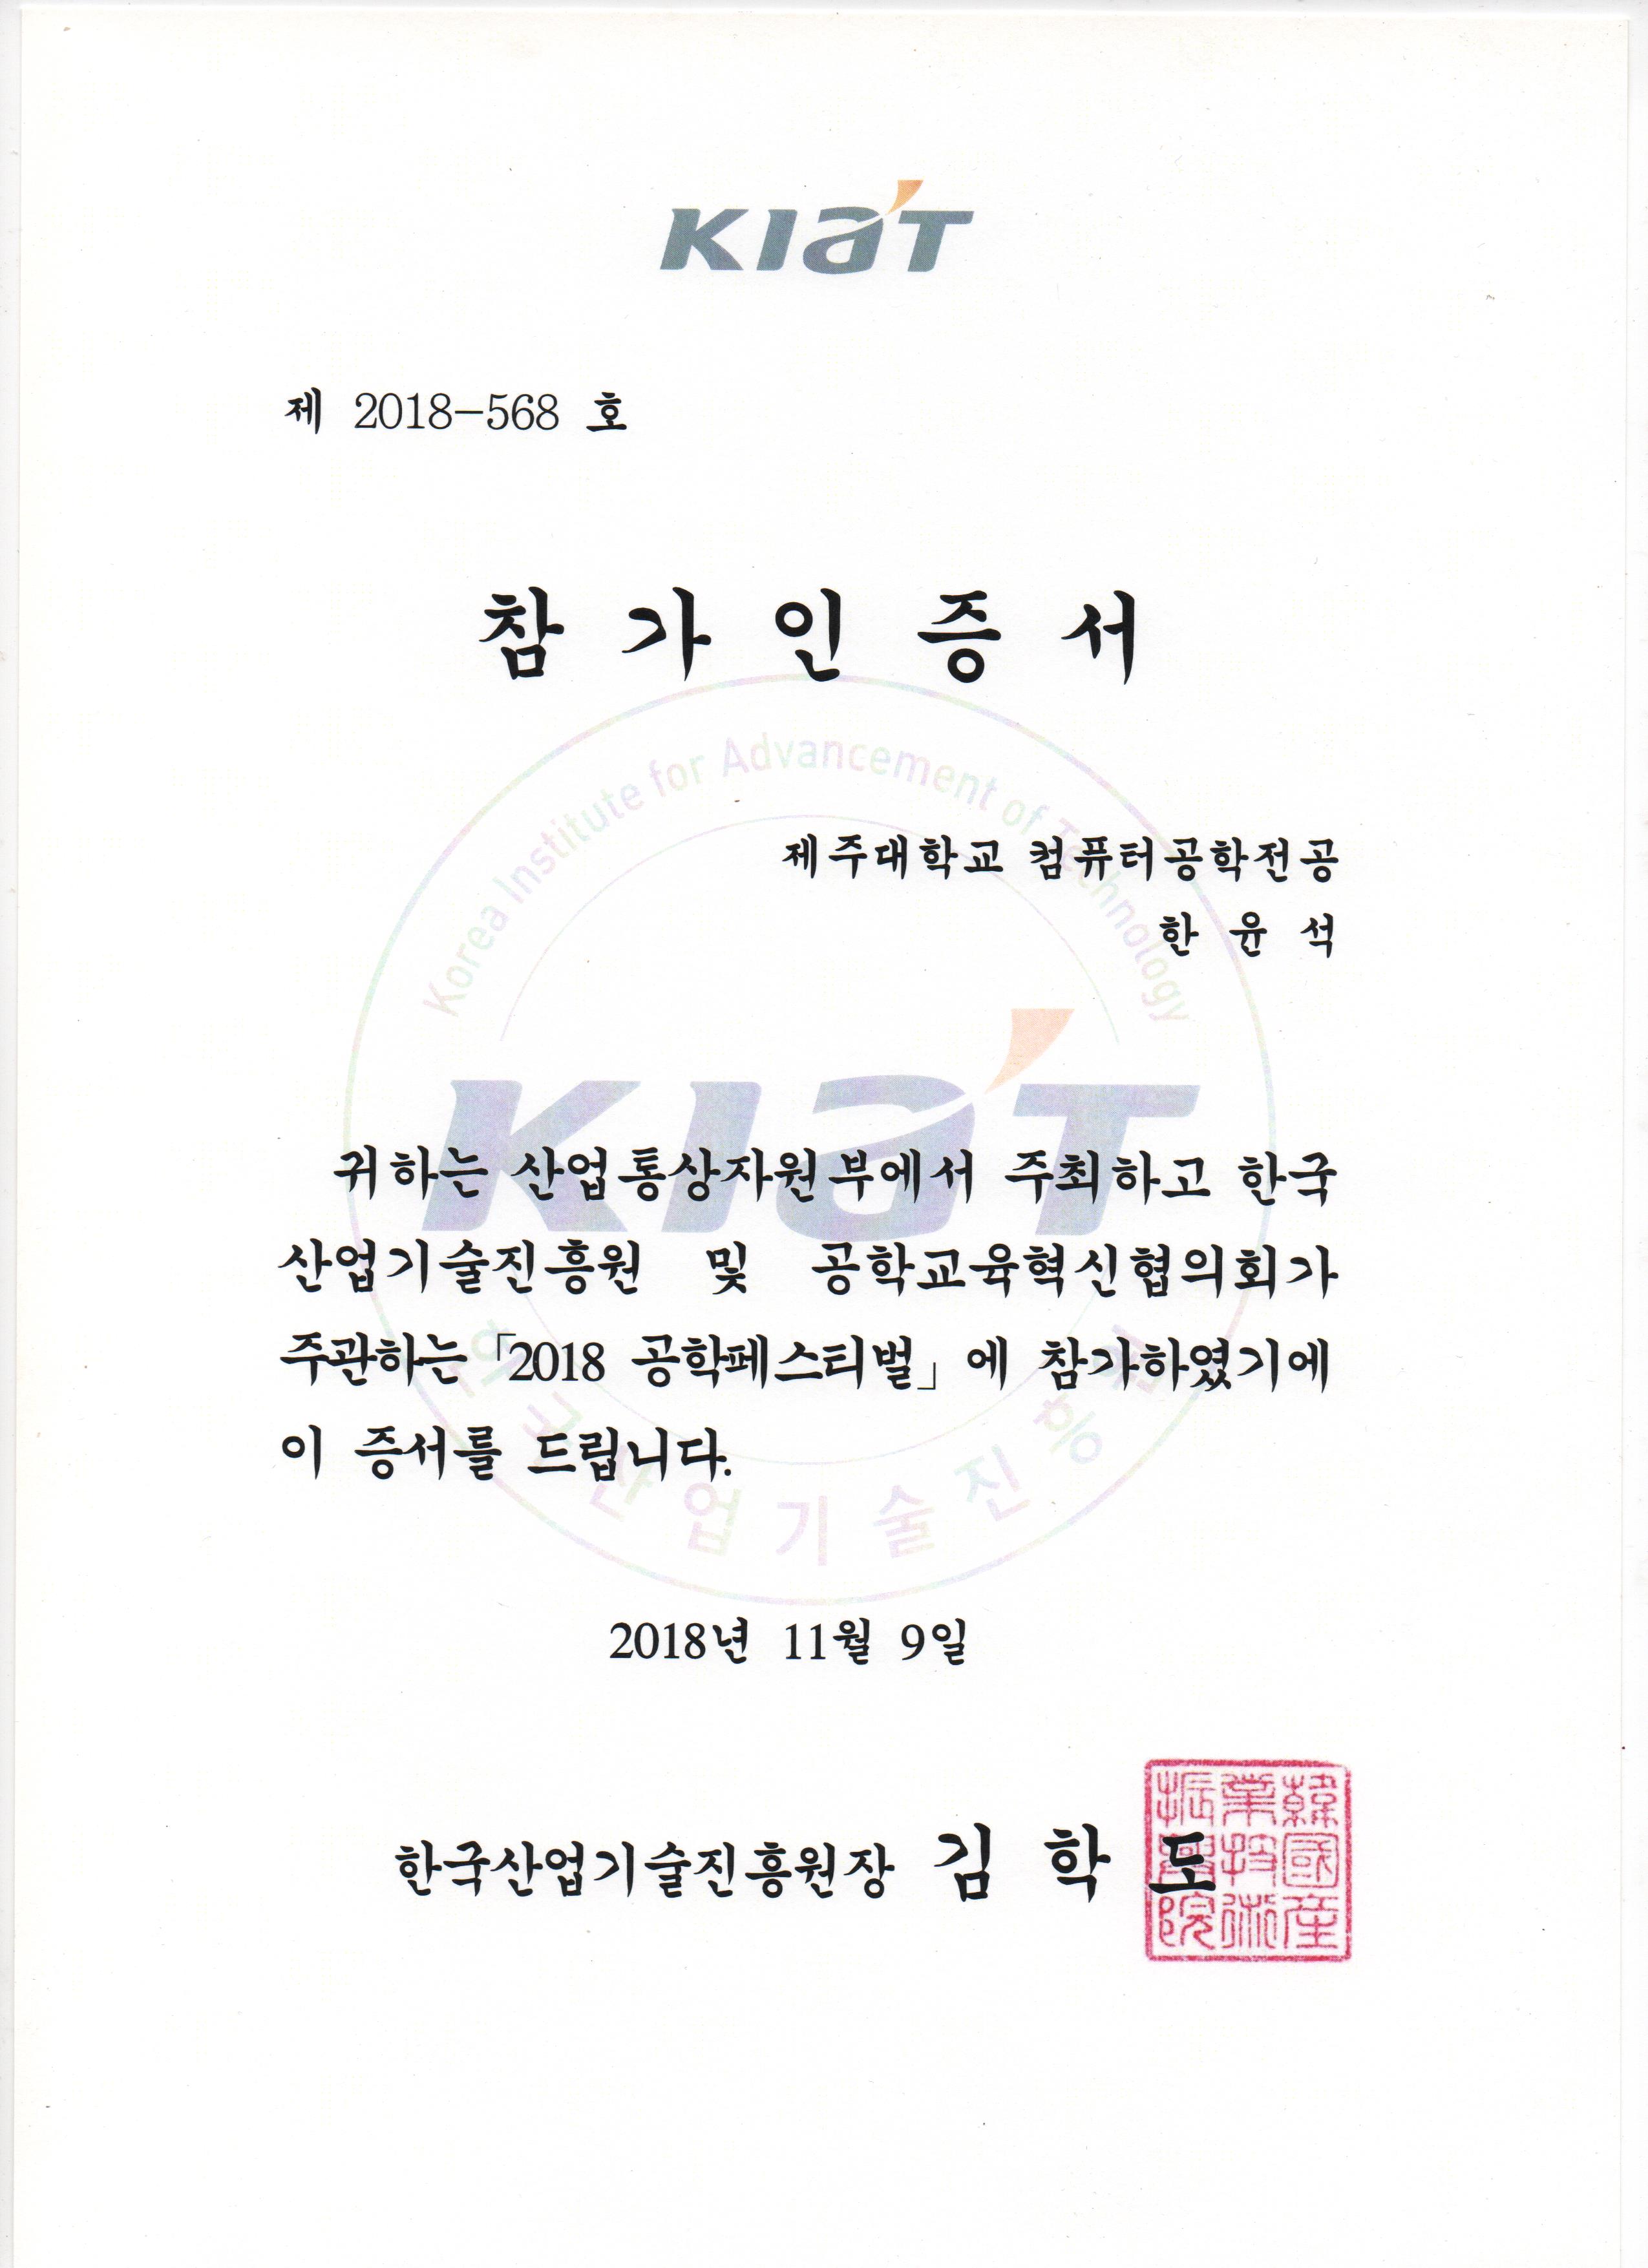 KIAT
제 2018-568 호
참 가 인 증 서
Korea Institute for Advancement of Technology
제주대학교 컴퓨터공학전공
한 윤 석
KIAT
귀하는 산업통상자원부에서 주최하고 한국
산업기술진흥원 및 공학교육혁신협의회가
주관하는 「2018 공학페스티벌」에 참가하였기에
이 증서를 드립니다.
한국산업기술진흥원
2018년 11월 9일
한국산업기술진흥원장 김 학 도
韓國産業技術振興院